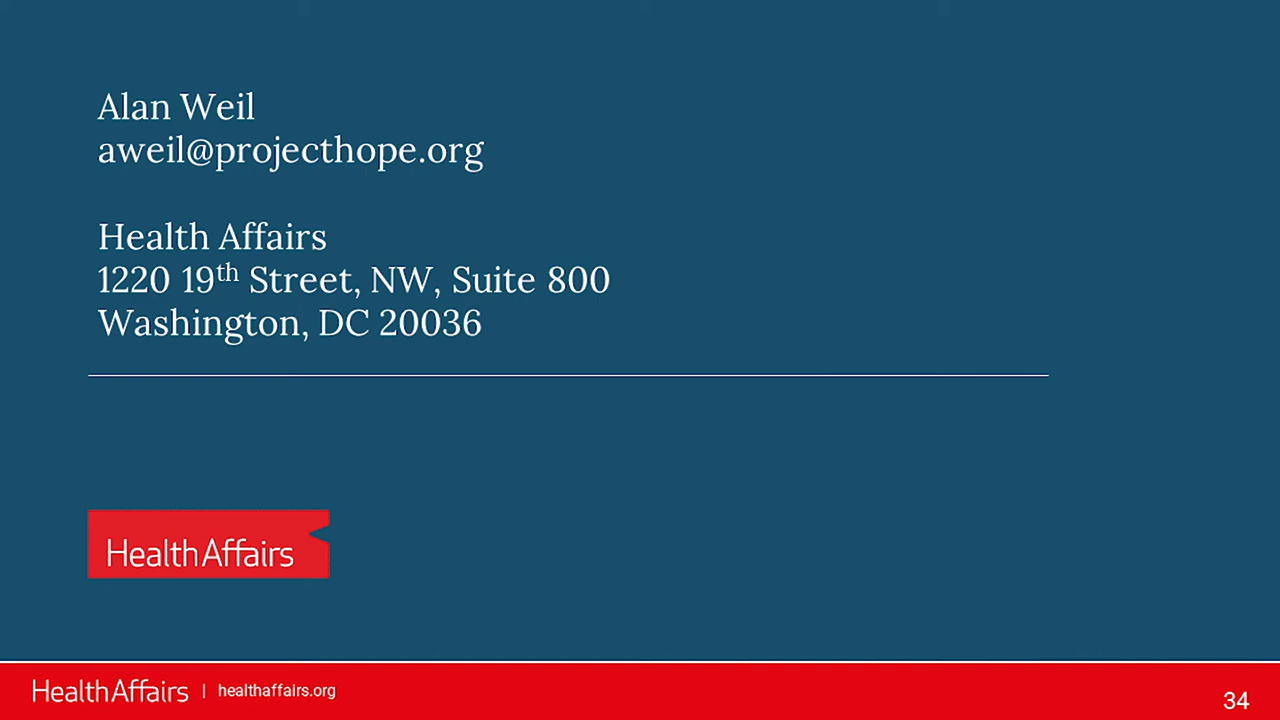 Alan Weil
aweil@projecthope.org
Health Affairs
1220 19th Street, NW, Suite 800
Washington, DC 20036
HealthAffairs
HealthAffairs | healthaffairs.org
34